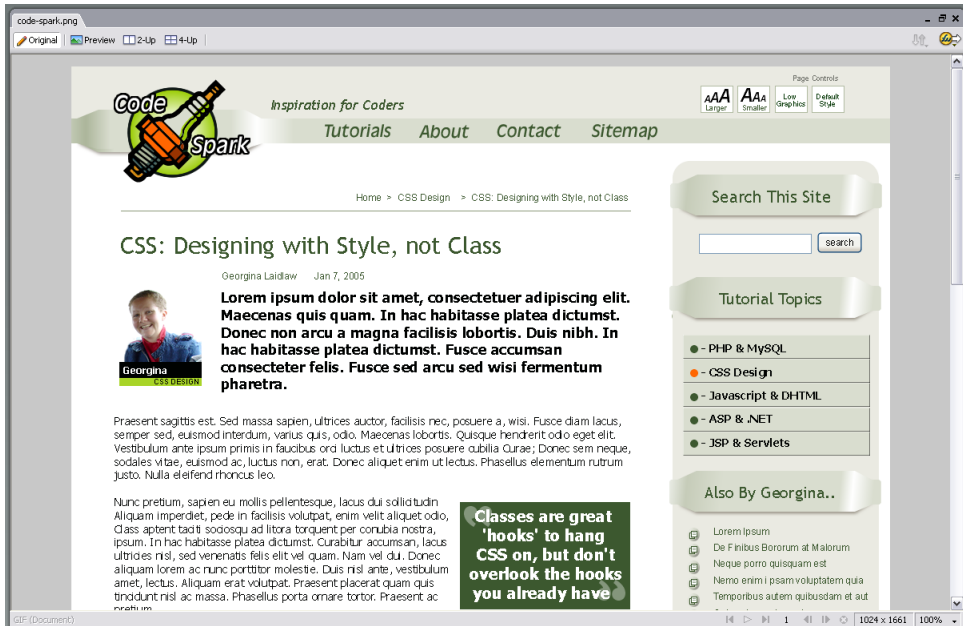 code-spark.png
Original Preview 2-Up 4-Up
Page Controls
Code Spark
Inspiration for Coders
AAA Larger
AAA Smaller
Low Graphics
Default Style
Tutorials About Contact Sitemap
Home > CSS Design > CSS: Designing with Style, not Class
CSS: Designing with Style, not Class
Georgina Laidlaw Jan 7, 2005
Lorem ipsum dolor sit amet, consectetuer adipiscing elit.
Maecenas quis quam. In hac habitasse platea dictumst.
Donec non arcu a magna facilisis lobortis. Duis nibh. In
hac habitasse platea dictumst. Fusce accumsan
consecteter felis. Fusce sed arcu sed wisi fermentum
pharetra.
Georgina
CSS DESIGN
Praesent sagittis est. Sed massa sapien, ultrices auctor, facilisis nec, posuere a, wisi. Fusce diam lacus,
semper sed, euismod interdum, varius quis, odio. Maecenas lobortis. Quisque hendrerit odio eget elit.
Vestibulum ante ipsum primis in faucibus orci luctus et ultrices posuere cubilia Curae; Donec sem neque,
sodales vitae, euismod ac, luctus non, erat. Donec aliquet enim ut lectus. Phasellus elementum rutrum
justo. Nulla eleifend rhoncus leo.
Nunc pretium, sapien eu mollis pellentesque, lacus dui sollicitudin
Aliquam imperdiet, pede in facilisis volutpat, enim velit aliquet odio,
Class aptent taciti sociosqu ad litora torquent per conubia nostra,
ipsum. In hac habitasse platea dictumst. Curabitur accumsan, lacus
ultricies nisl, sed venenatis felis elit vel quam. Nam vel dui. Donec
aliquam lorem ac nunc porttitor molestie. Duis nisl ante, vestibulum
amet, lectus. Aliquam erat volutpat. Praesent placerat quam quis
tincidunt nisl ac massa. Phasellus porta ornare tortor. Praesent ac
pretium
Classes are great
'hooks' to hang
CSS on, but don't
overlook the hooks
you already have
Search This Site
search
Tutorial Topics
- PHP & MySQL
- CSS Design
- Javascript & DHTML
- ASP & .NET
- JSP & Servlets
Also By Georgina..
Lorem Ipsum
De Finibus Bororum at Malorum
Neque porro quisquam est
Nemo enim i psam voluptatem quia
Temporibus autem quibusdam et aut
GIF (Document)
1
1024 x 1661 100%